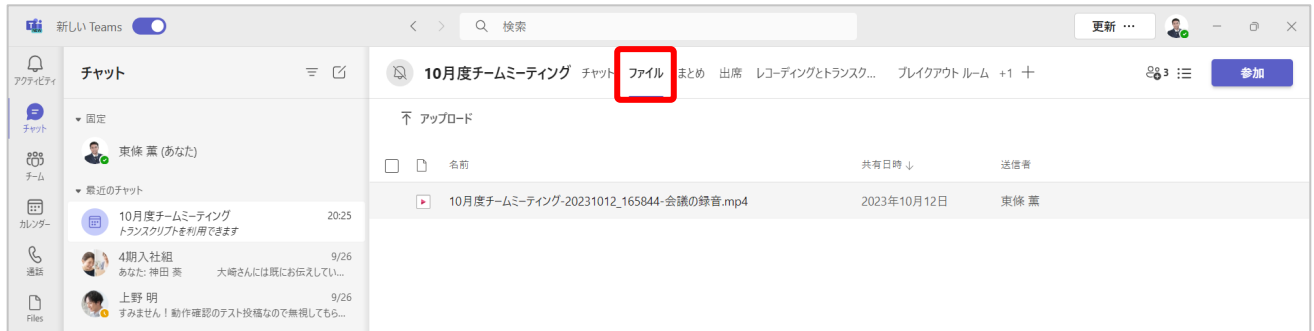 新しい Teams
検索
更新 …
アクティビティ
チャット
チーム
カレンダー
通話
Files
チャット
固定
東條 薫 (あなた)
最近のチャット
10月度チームミーティング 20:25
トランスクリプトを利用できます
4期入社組 9/26
あなた: 神田 葵 大崎さんには既にお伝えしてい...
上野 明 9/26
すみません！動作確認のテスト投稿なので無視してもら...
10月度チームミーティング チャット ファイル まとめ 出席 レコーディングとトランスク... ブレイクアウト ルーム +1
3
参加
アップロード
名前 共有日時 ↓ 送信者
10月度チームミーティング-20231012_165844-会議の録音.mp4 2023年10月12日 東條 薫